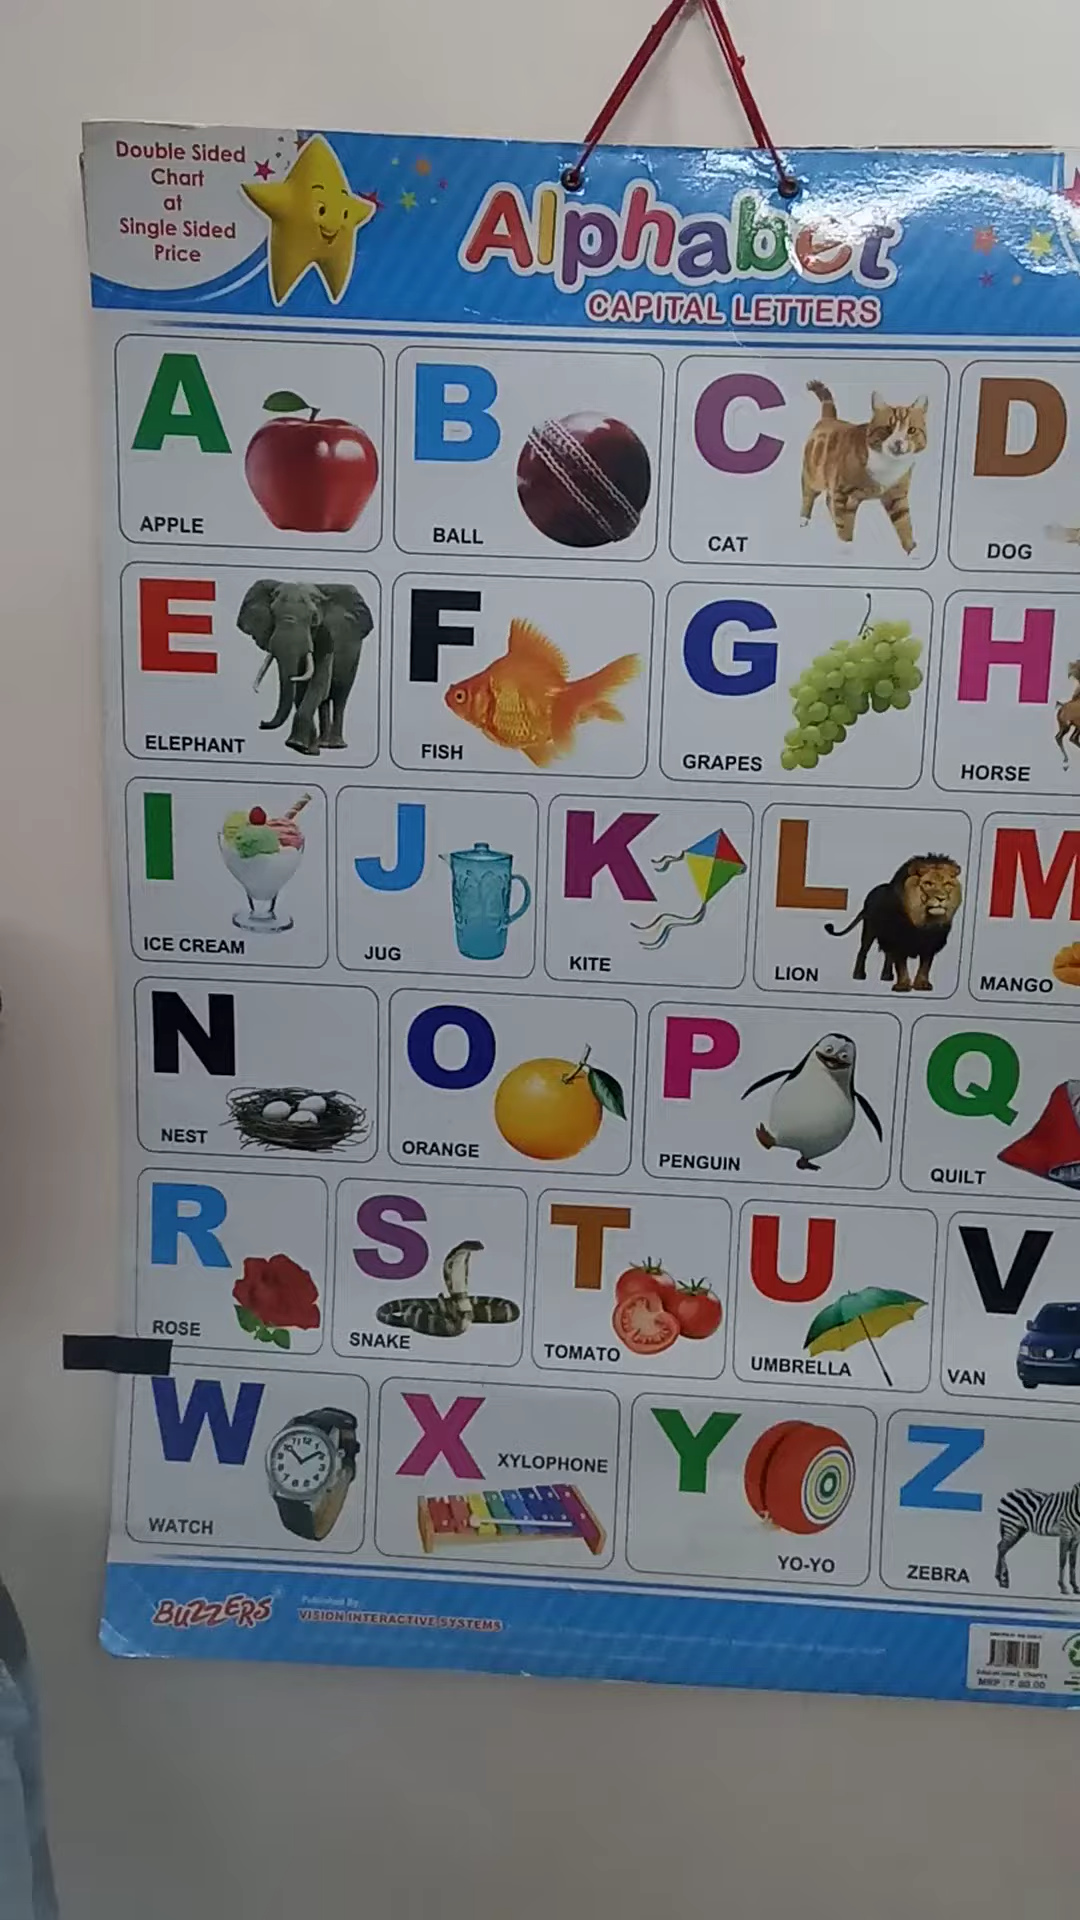 Double Sided
Chart
at
Single Sided
Price
Alphabet
CAPITAL LETTERS
A
APPLE
B
BALL
C
CAT
D
DOG
E
ELEPHANT
F
FISH
G
GRAPES
H
HORSE
I
ICE CREAM
J
JUG
K
KITE
L
LION
M
MANGO
N
NEST
O
ORANGE
P
PENGUIN
Q
QUILT
R
ROSE
S
SNAKE
T
TOMATO
U
UMBRELLA
V
VAN
W
WATCH
X
XYLOPHONE
Y
YO-YO
Z
ZEBRA
BUZZERS
Published By
VISION INTERACTIVE SYSTEMS
Educational Charts